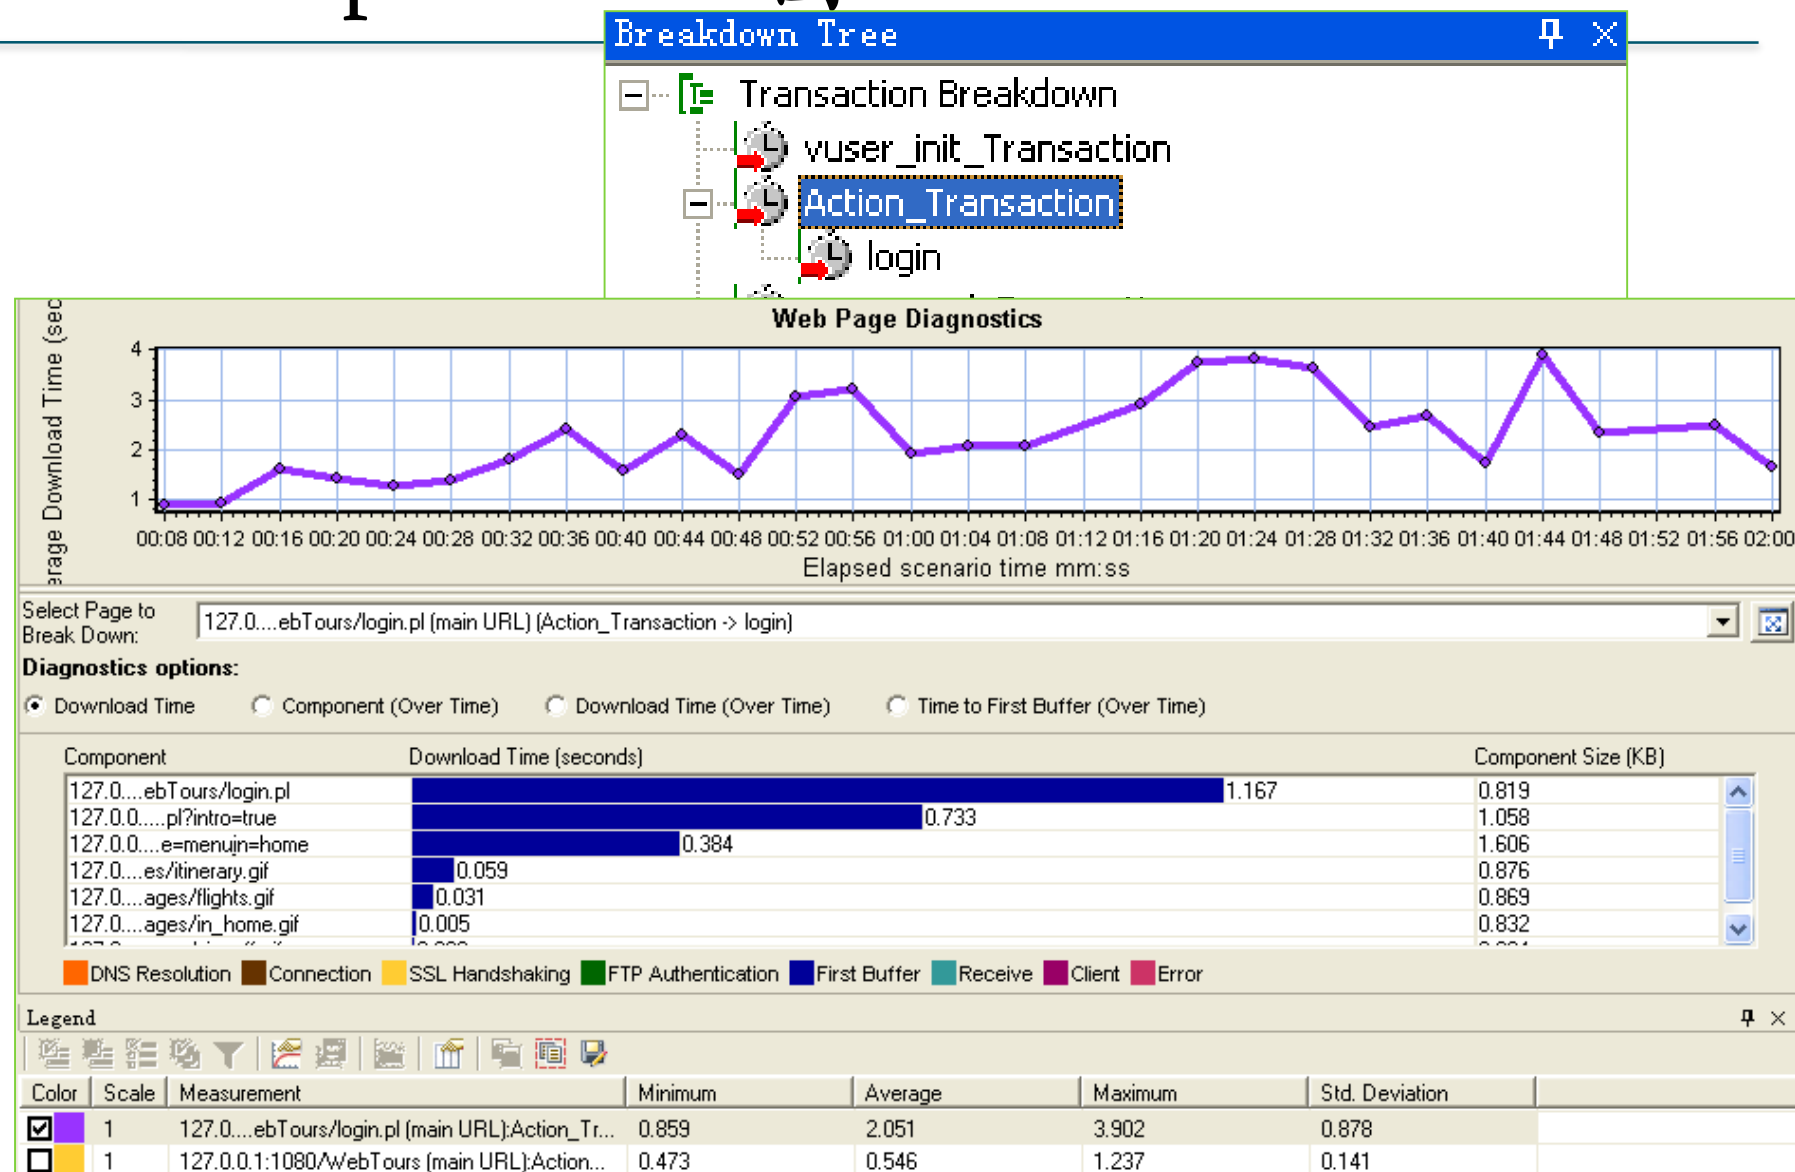 Breakdown Tree
Transaction Breakdown
vuser_init_Transaction
Action_Transaction
login
Web Page Diagnostics
erage Download Time (sec
4
3
2
1
00:08 00:12 00:16 00:20 00:24 00:28 00:32 00:36 00:40 00:44 00:48 00:52 00:56 01:00 01:04 01:08 01:12 01:16 01:20 01:24 01:28 01:32 01:36 01:40 01:44 01:48 01:52 01:56 02:00
Elapsed scenario time mm:ss
Select Page to
Break Down:
127.0....ebTours/login.pl (main URL) (Action_Transaction -> login)
Diagnostics options:
Download Time Component (Over Time) Download Time (Over Time) Time to First Buffer (Over Time)
Component Download Time (seconds) Component Size (KB)
127.0....ebTours/login.pl 1.167 0.819
127.0.0.....pl?intro=true 0.733 1.058
127.0.0....e=menuin=home 0.384 1.606
127.0....es/itinerary.gif 0.059 0.876
127.0....ages/flights.gif 0.031 0.869
127.0....ages/in_home.gif 0.005 0.832
DNS Resolution Connection SSL Handshaking FTP Authentication First Buffer Receive Client Error
Legend
Color Scale Measurement Minimum Average Maximum Std. Deviation
1 127.0....ebTours/login.pl (main URL):Action_Tr... 0.859 2.051 3.902 0.878
1 127.0.0.1:1080/WebTours (main URL):Action... 0.473 0.546 1.237 0.141